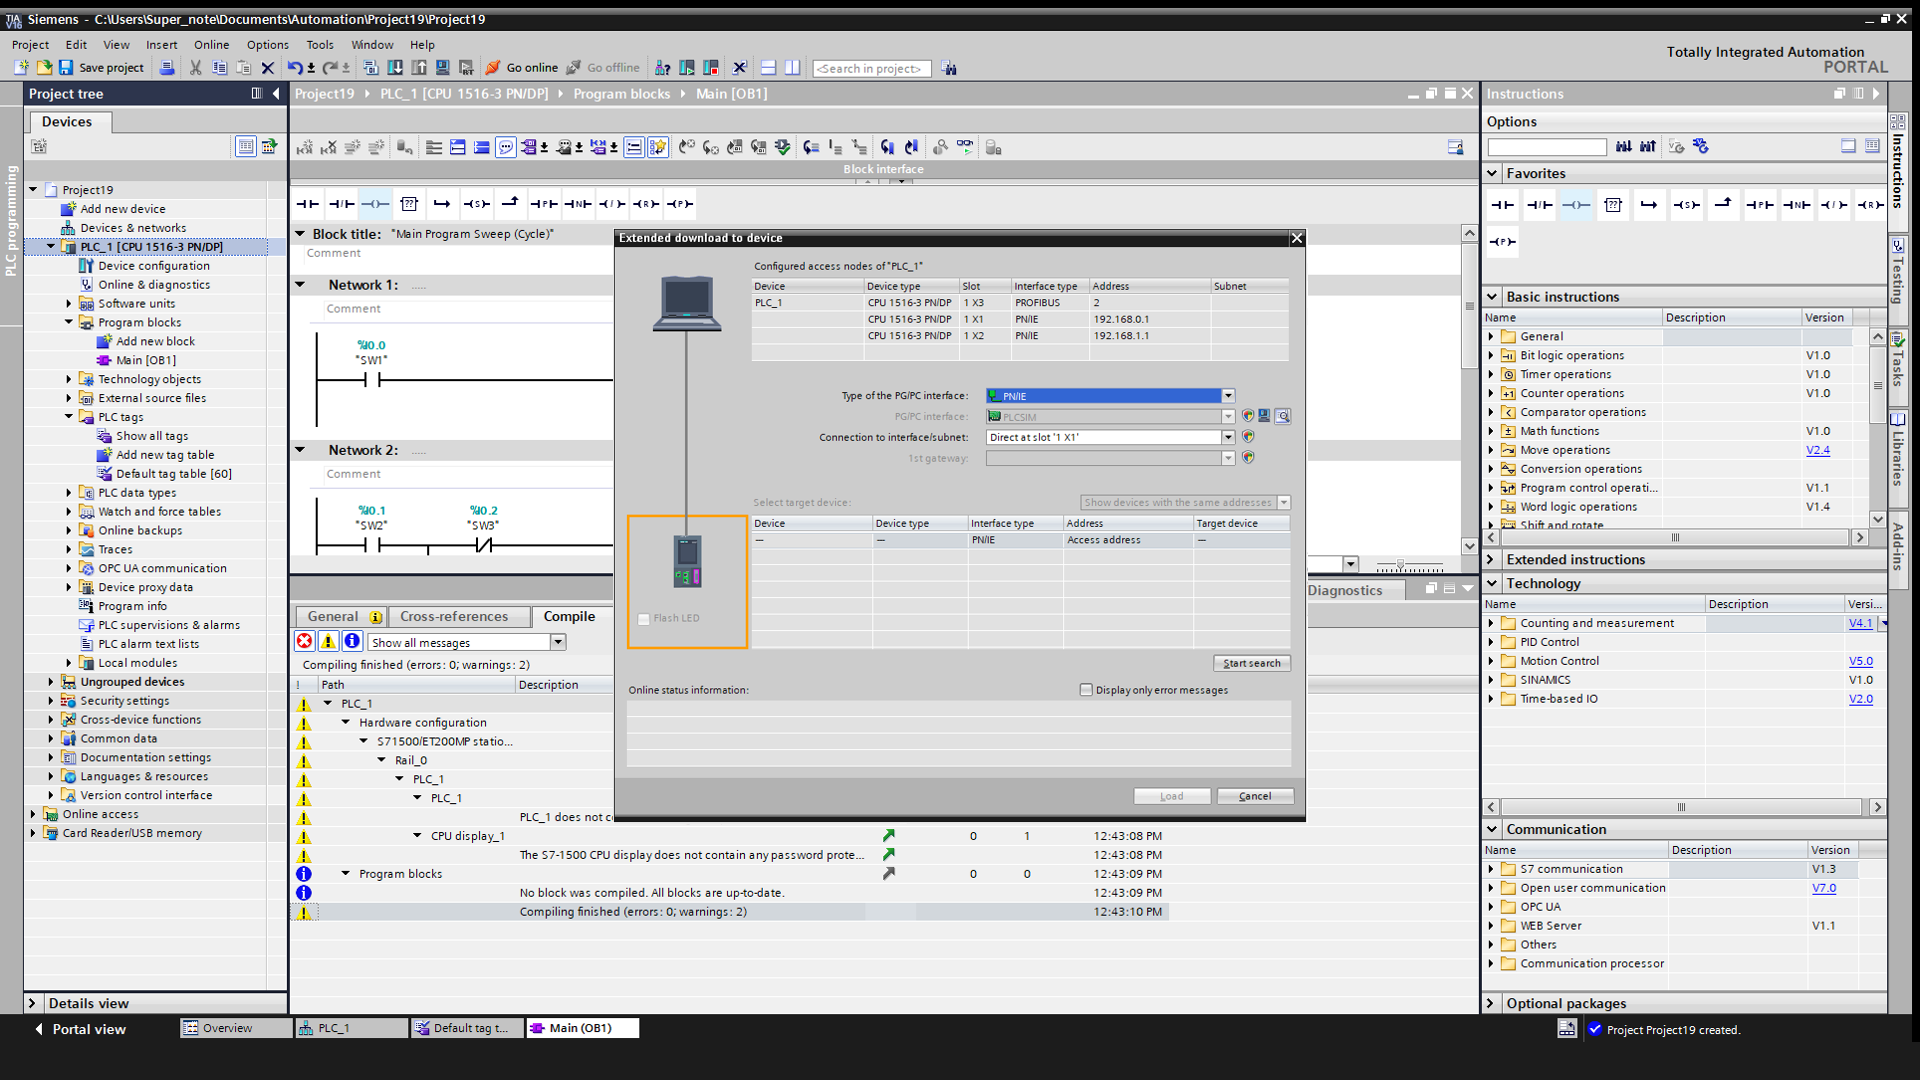 Siemens - C:\Users\Super_note\Documents\Automation\Project19\Project19
Project Edit View Insert Online Options Tools Window Help
Totally Integrated Automation
PORTAL
Save project Go online Go offline <Search in project>
Project tree
Devices
PLC programming
Project19
Add new device
Devices & networks
PLC_1 [CPU 1516-3 PN/DP]
Device configuration
Online & diagnostics
Software units
Program blocks
Add new block
Main [OB1]
Technology objects
External source files
PLC tags
Show all tags
Add new tag table
Default tag table [60]
PLC data types
Watch and force tables
Online backups
Traces
OPC UA communication
Device proxy data
Program info
PLC supervisions & alarms
PLC alarm text lists
Local modules
Ungrouped devices
Security settings
Cross-device functions
Common data
Documentation settings
Languages & resources
Version control interface
Online access
Card Reader/USB memory
Details view
Project19 PLC_1 [CPU 1516-3 PN/DP] Program blocks Main [OB1]
Block interface
Block title: "Main Program Sweep (Cycle)"
Comment
Network 1: .....
Comment
%I0.0
"SW1"
Network 2: .....
Comment
%I0.1 %I0.2
"SW2" "SW3"
Extended download to device
Configured access nodes of "PLC_1"
Device Device type Slot Interface type Address Subnet
PLC_1 CPU 1516-3 PN/DP 1 X3 PROFIBUS 2
CPU 1516-3 PN/DP 1 X1 PN/IE 192.168.0.1
CPU 1516-3 PN/DP 1 X2 PN/IE 192.168.1.1
Type of the PG/PC interface: PN/IE
PG/PC interface: PLCSIM
Connection to interface/subnet: Direct at slot '1 X1'
1st gateway:
Select target device: Show devices with the same addresses
Device Device type Interface type Address Target device
— — PN/IE Access address —
Flash LED
Start search
Online status information: Display only error messages
Load Cancel
Diagnostics
General Cross-references Compile
Show all messages
Compiling finished (errors: 0; warnings: 2)
! Path Description
PLC_1
Hardware configuration
S71500/ET200MP statio...
Rail_0
PLC_1
PLC_1
PLC_1 does not c
CPU display_1 0 1 12:43:08 PM
The S7-1500 CPU display does not contain any password prote... 12:43:08 PM
Program blocks 0 0 12:43:09 PM
No block was compiled. All blocks are up-to-date. 12:43:09 PM
Compiling finished (errors: 0; warnings: 2) 12:43:10 PM
Instructions
Options
Favorites
Basic instructions
Name Description Version
General
Bit logic operations V1.0
Timer operations V1.0
Counter operations V1.0
Comparator operations
Math functions V1.0
Move operations V2.4
Conversion operations
Program control operati... V1.1
Word logic operations V1.4
Shift and rotate
Extended instructions
Technology
Name Description Versi...
Counting and measurement V4.1
PID Control
Motion Control V5.0
SINAMICS V1.0
Time-based IO V2.0
Communication
Name Description Version
S7 communication V1.3
Open user communication V7.0
OPC UA
WEB Server V1.1
Others
Communication processor
Optional packages
Instructions
Testing
Tasks
Libraries
Add-ins
Portal view Overview PLC_1 Default tag t... Main (OB1) Project Project19 created.